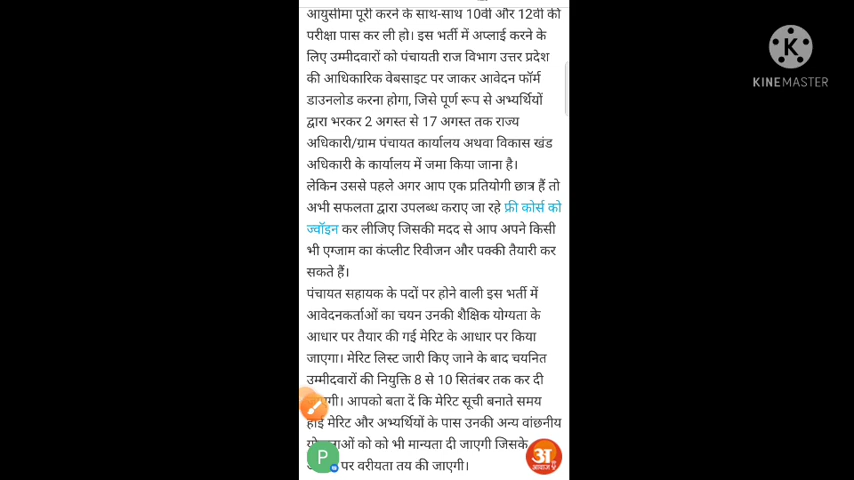 आयुसीमा पूरी करने के साथ-साथ 10वीं और 12वीं की
परीक्षा पास कर ली हो। इस भर्ती में अप्लाई करने के
लिए उम्मीदवारों को पंचायती राज विभाग उत्तर प्रदेश
की आधिकारिक वेबसाइट पर जाकर आवेदन फॉर्म
डाउनलोड करना होगा, जिसे पूर्ण रूप से अभ्यर्थियों
द्वारा भरकर 2 अगस्त से 17 अगस्त तक राज्य
अधिकारी/ग्राम पंचायत कार्यालय अथवा विकास खंड
अधिकारी के कार्यालय में जमा किया जाना है।
लेकिन उससे पहले अगर आप एक प्रतियोगी छात्र हैं तो
अभी सफलता द्वारा उपलब्ध कराए जा रहे फ्री कोर्स को
ज्वॉइन कर लीजिए जिसकी मदद से आप अपने किसी
भी एग्जाम का कंप्लीट रिवीजन और पक्की तैयारी कर
सकते हैं।
पंचायत सहायक के पदों पर होने वाली इस भर्ती में
आवेदनकर्ताओं का चयन उनकी शैक्षिक योग्यता के
आधार पर तैयार की गई मेरिट के आधार पर किया
जाएगा। मेरिट लिस्ट जारी किए जाने के बाद चयनित
उम्मीदवारों की नियुक्ति 8 से 10 सितंबर तक कर दी
आपको बता दें कि मेरिट सूची बनाते समय
हाई मेरिट और अभ्यर्थियों के पास उनकी अन्य वांछनीय
को को भी मान्यता दी जाएगी जिसके
पर वरीयता तय की जाएगी।
P
अ
आवाज़
K
KINEMASTER